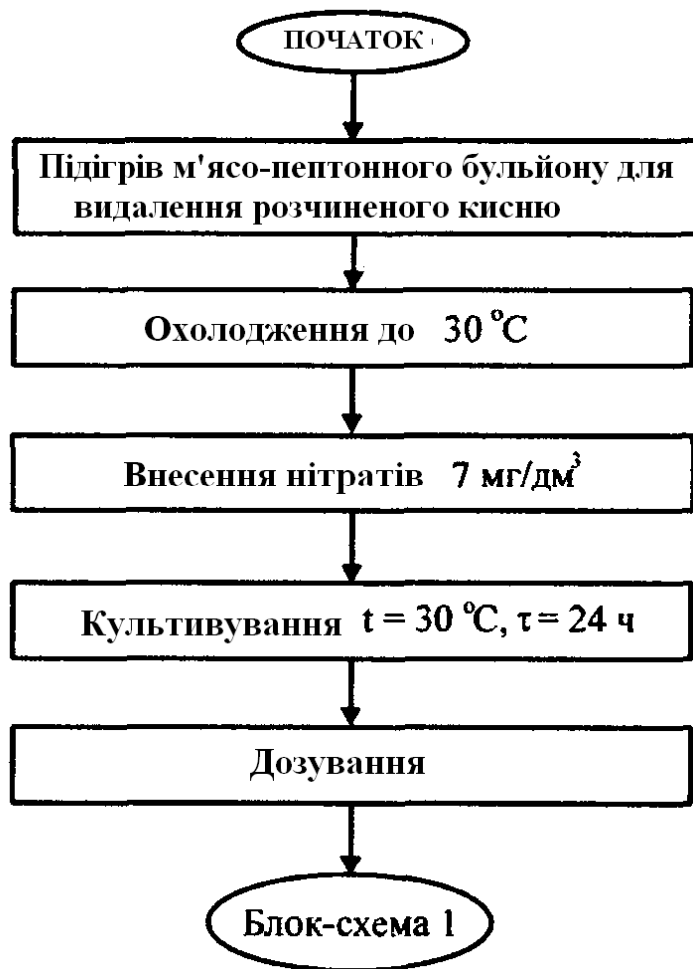 ПОЧАТОК
Підігрів м'ясо-пептонного бульйону для
видалення розчиненого кисню
Охолодження до 30 °С
Внесення нітратів 7 мг/дм³
Культивування t = 30 °С, τ = 24 ч
Дозування
Блок-схема 1